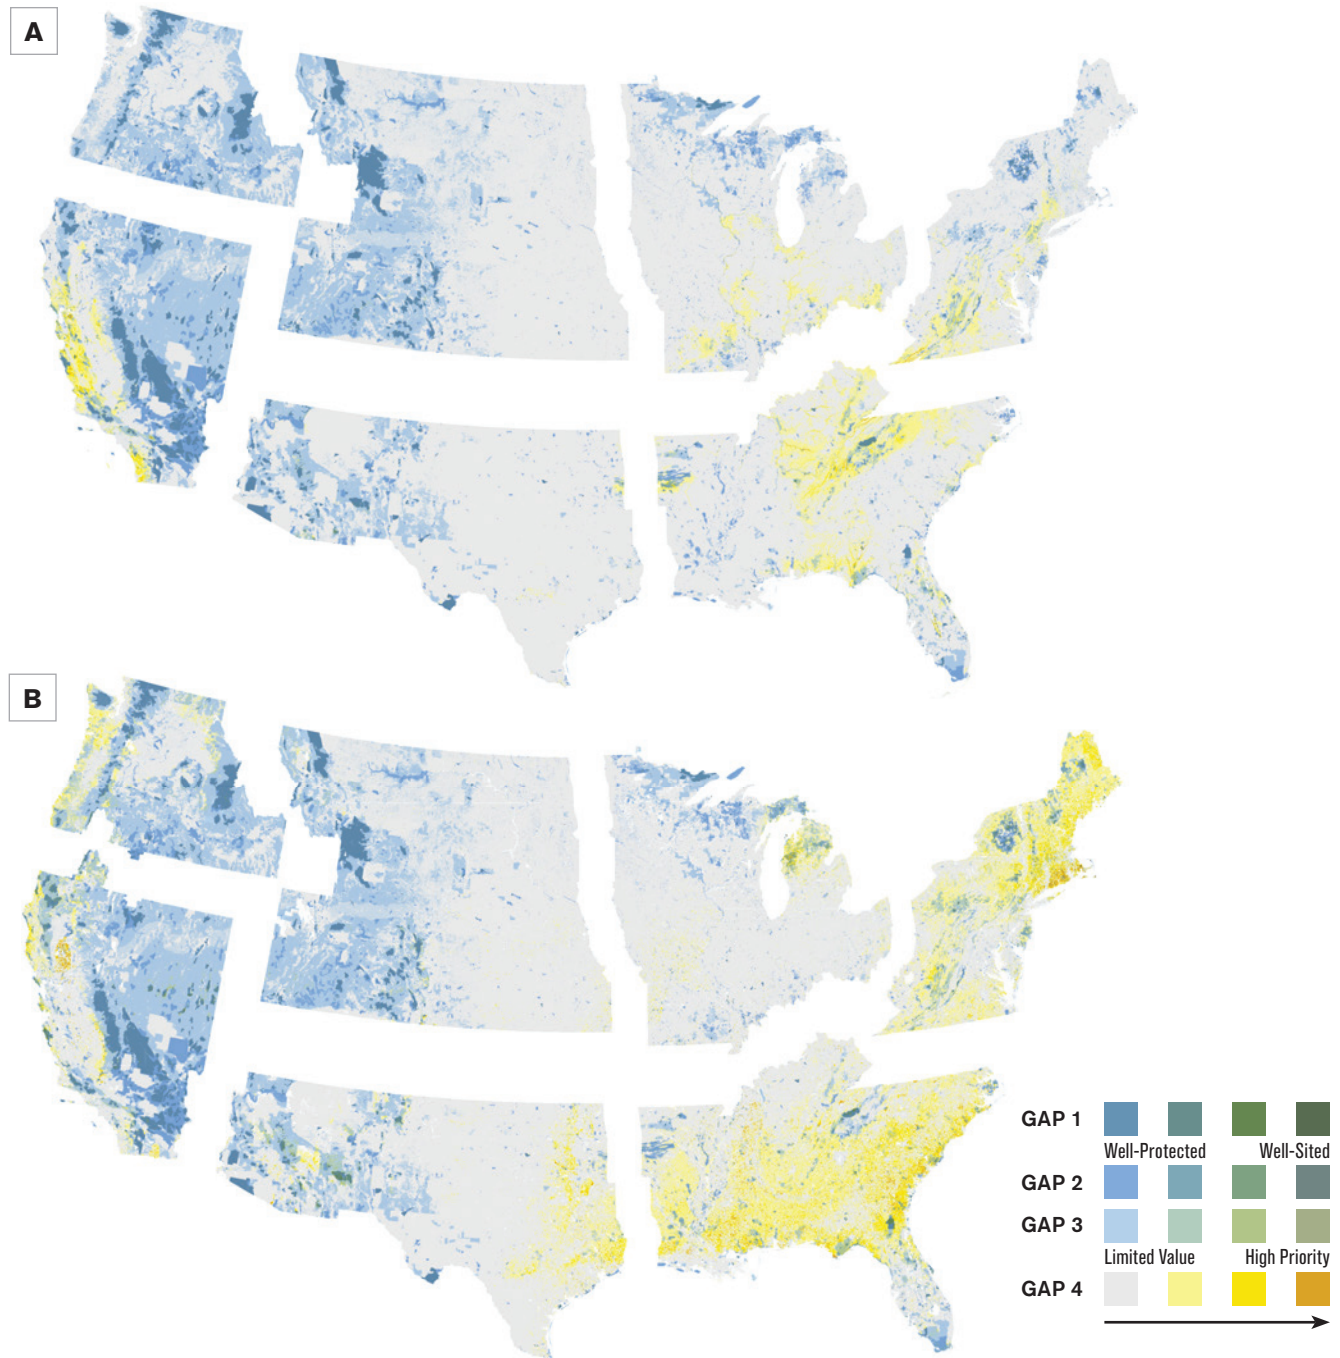 A
B
GAP 1
Well-Protected Well-Sited
GAP 2
GAP 3
Limited Value High Priority
GAP 4